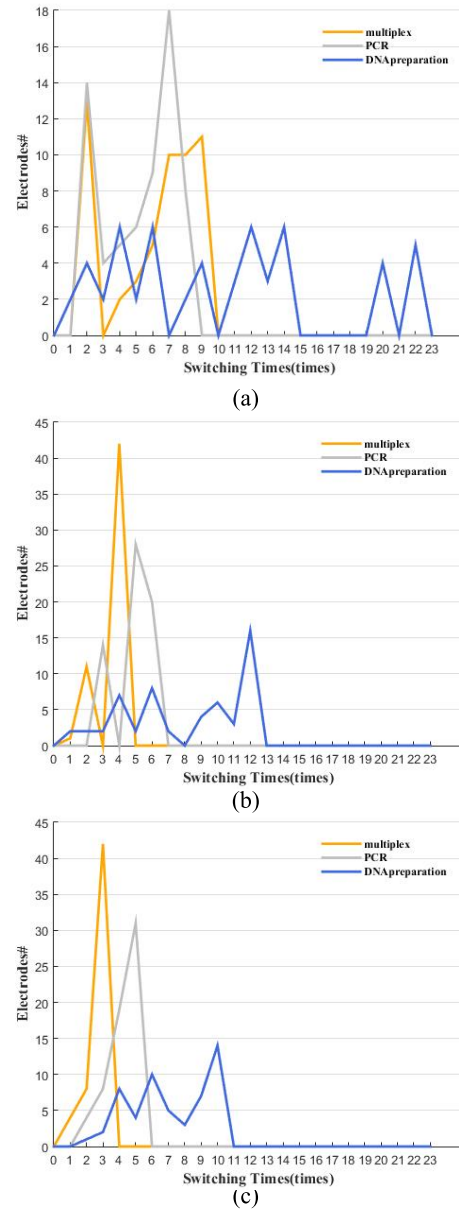 18
16
14
12
10
8
6
4
2
0
Electrodes#
multiplex
PCR
DNApreparation
0 1 2 3 4 5 6 7 8 9 10 11 12 13 14 15 16 17 18 19 20 21 22 23
Switching Times(times)
(a)
45
40
35
30
25
20
15
10
5
0
Electrodes#
multiplex
PCR
DNApreparation
0 1 2 3 4 5 6 7 8 9 10 11 12 13 14 15 16 17 18 19 20 21 22 23
Switching Times(times)
(b)
45
40
35
30
25
20
15
10
5
0
Electrodes#
multiplex
PCR
DNApreparation
0 1 2 3 4 5 6 7 8 9 10 11 12 13 14 15 16 17 18 19 20 21 22 23
Switching Times(times)
(c)